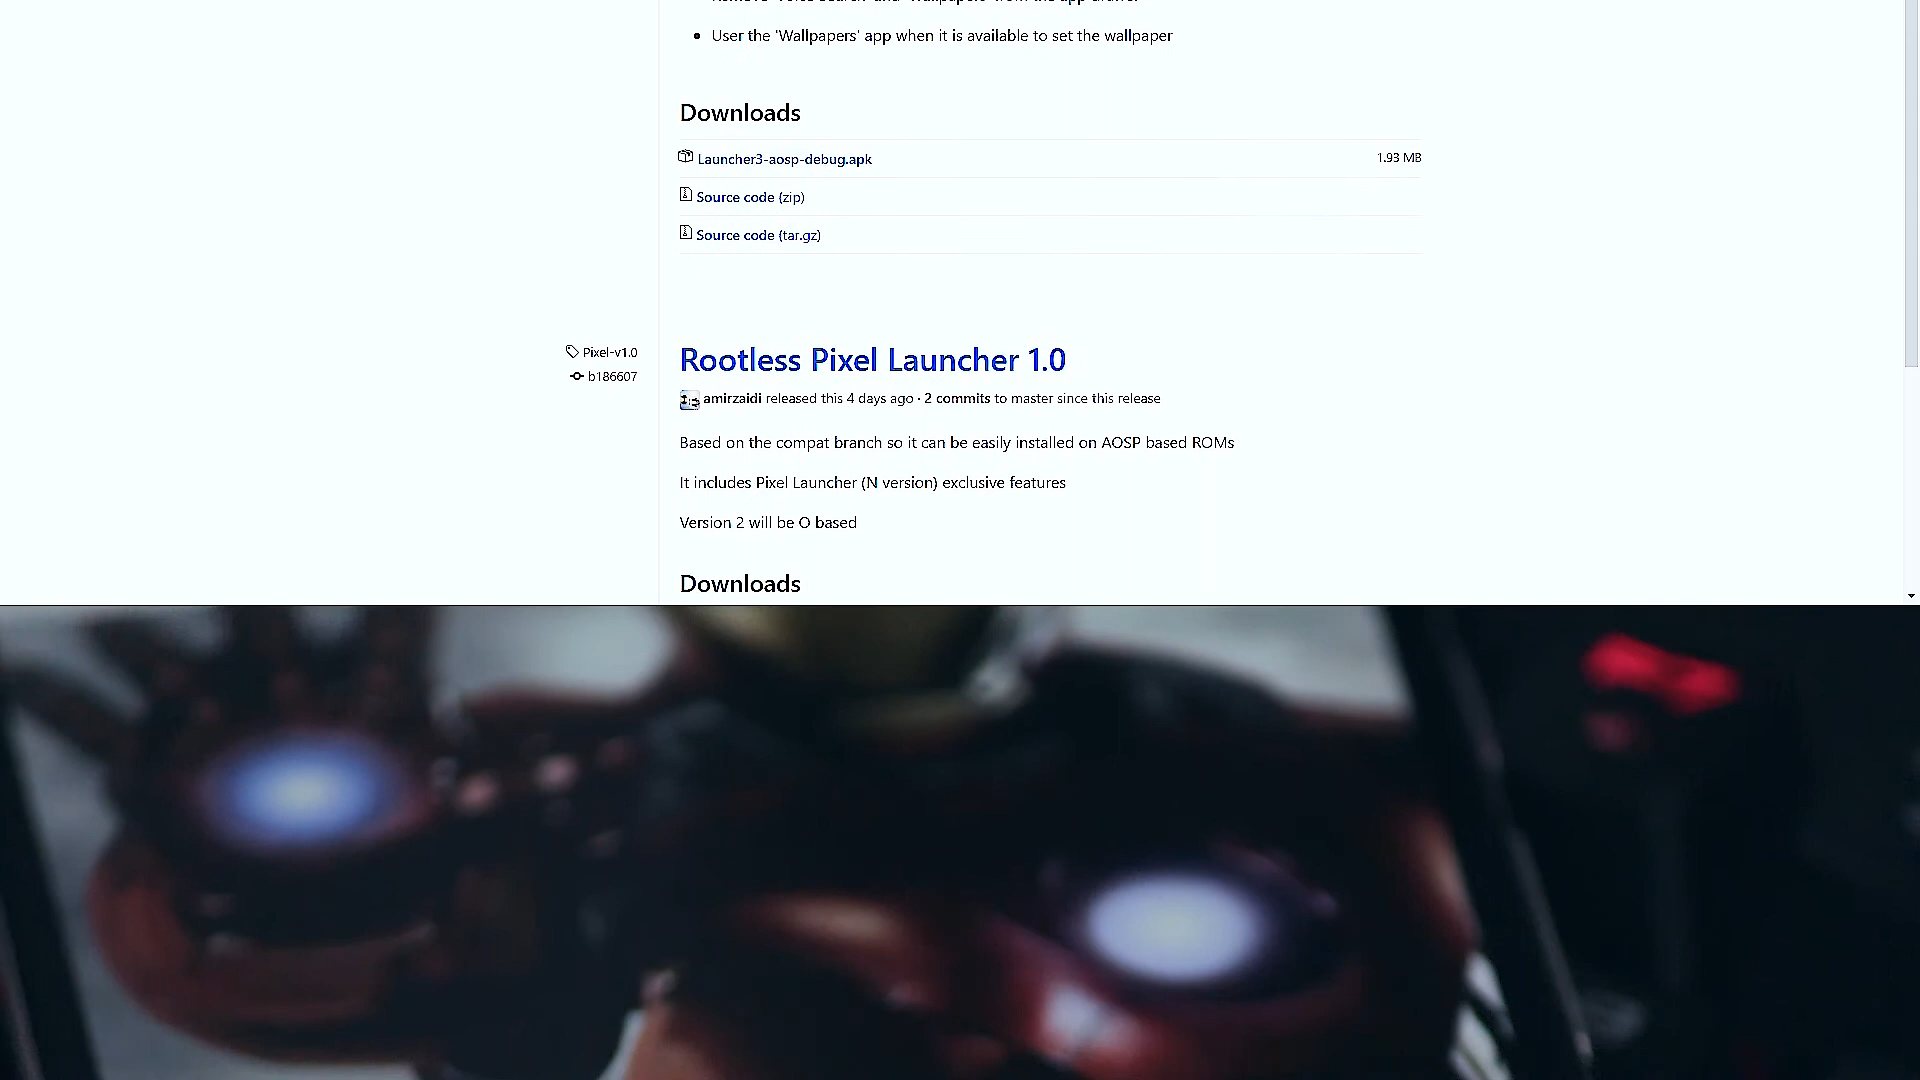 User the 'Wallpapers' app when it is available to set the wallpaper
Downloads
Launcher3-aosp-debug.apk 1.93 MB
Source code (zip)
Source code (tar.gz)
Pixel-v1.0
b186607
Rootless Pixel Launcher 1.0
amirzaidi released this 4 days ago · 2 commits to master since this release
Based on the compat branch so it can be easily installed on AOSP based ROMs
It includes Pixel Launcher (N version) exclusive features
Version 2 will be O based
Downloads